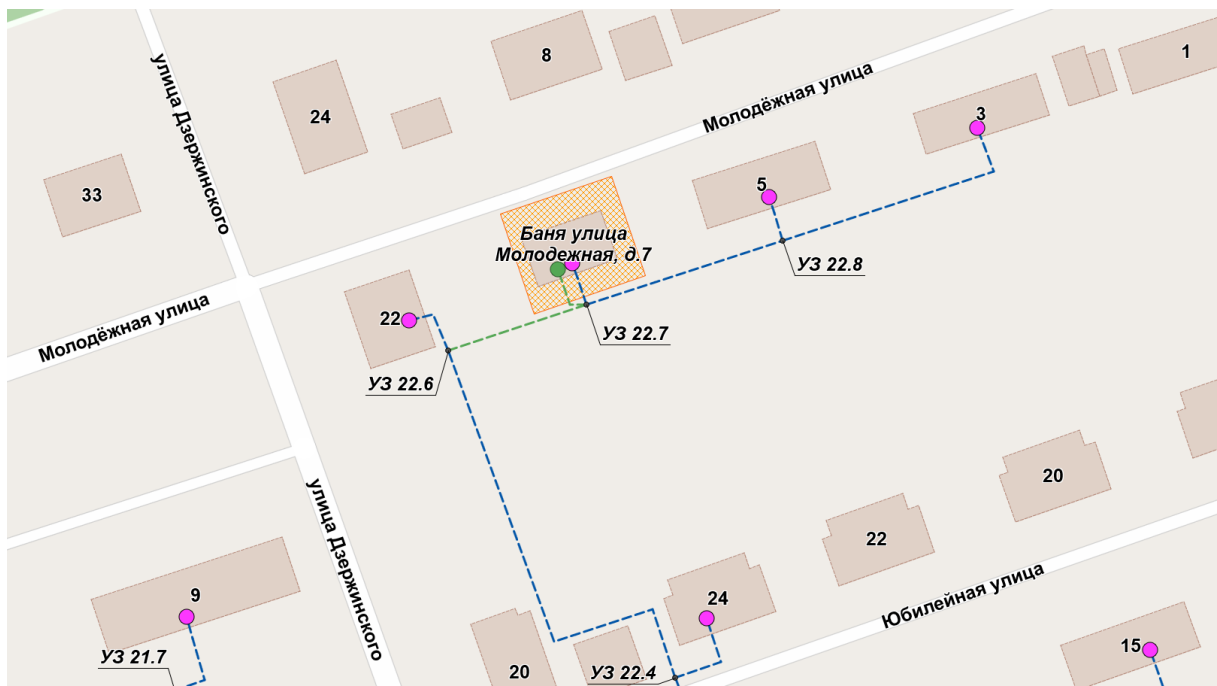 8
1
улица Дзержинского
24
Молодёжная улица
3
33
5
Баня улица
Молодежная, д.7
УЗ 22.8
Молодёжная улица
22
УЗ 22.7
УЗ 22.6
20
улица Дзержинского
22
9
24
Юбилейная улица
УЗ 21.7
15
20
УЗ 22.4